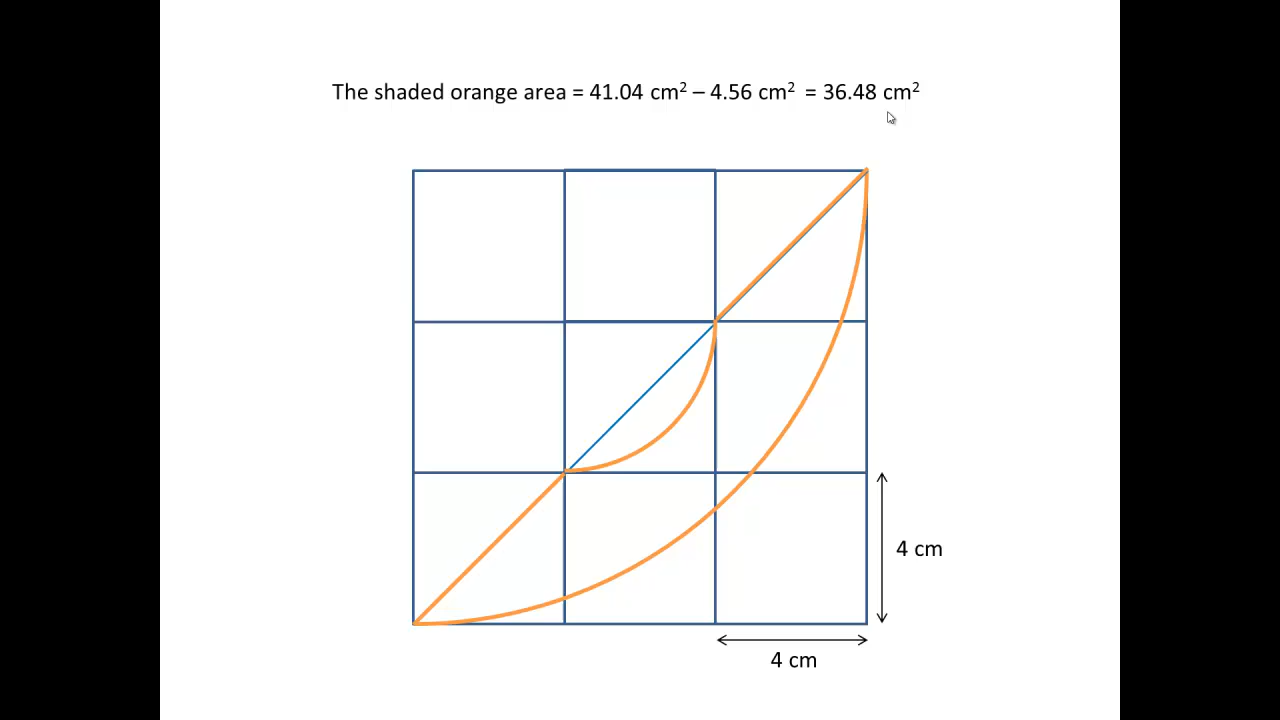 The shaded orange area = 41.04 cm² – 4.56 cm² = 36.48 cm²
4 cm
4 cm